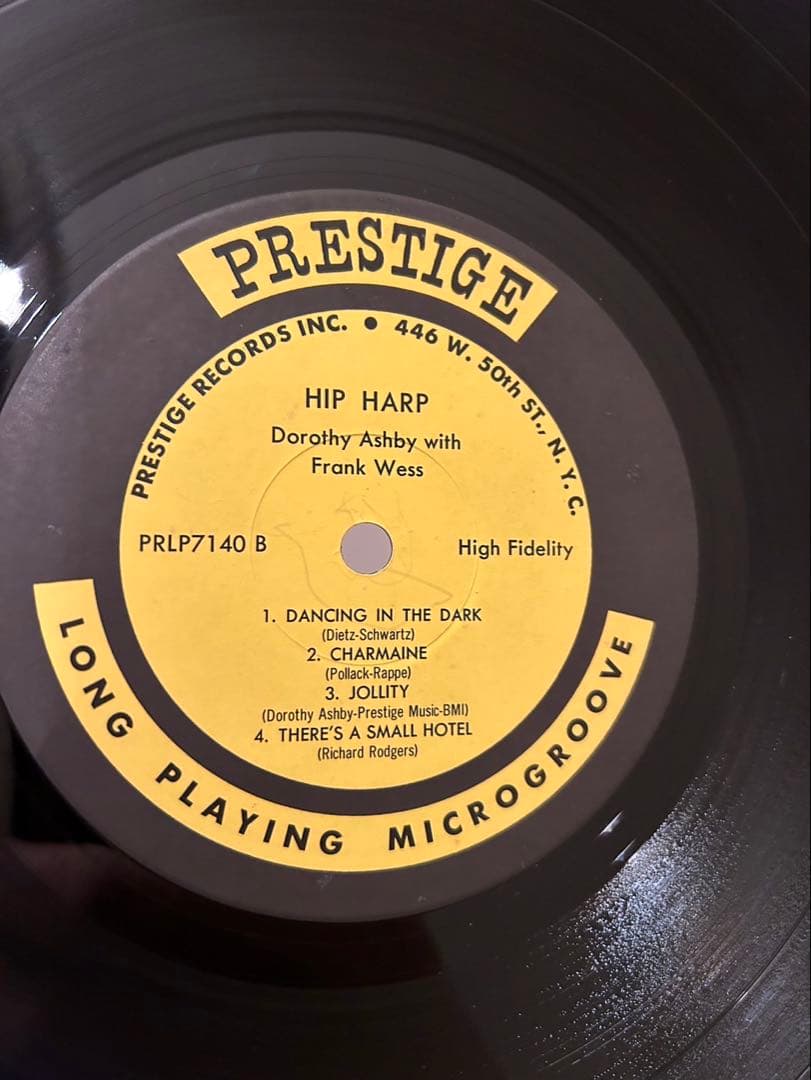 PRESTIGE
PRESTIGE RECORDS INC. • 446 W. 50th ST., N. Y. C.
HIP HARP
Dorothy Ashby with
Frank Wess
PRLP7140 B
High Fidelity
1. DANCING IN THE DARK
(Dietz-Schwartz)
2. CHARMAINE
(Pollack-Rappe)
3. JOLLITY
(Dorothy Ashby-Prestige Music-BMI)
4. THERE'S A SMALL HOTEL
(Richard Rodgers)
LONG PLAYING MICROGROOVE